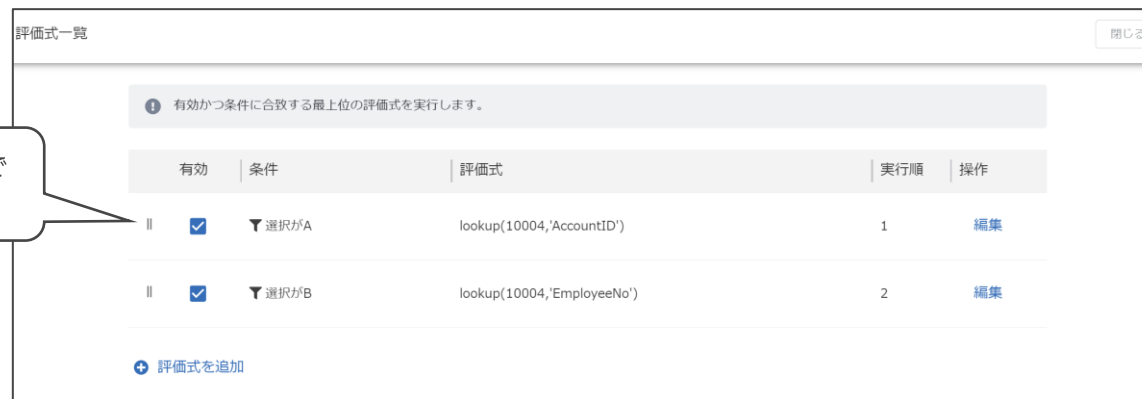 評価式一覧
閉じる
有効かつ条件に合致する最上位の評価式を実行します。
で
有効 条件 評価式 実行順 操作
選択がA lookup(10004,'AccountID') 1 編集
選択がB lookup(10004,'EmployeeNo') 2 編集
評価式を追加